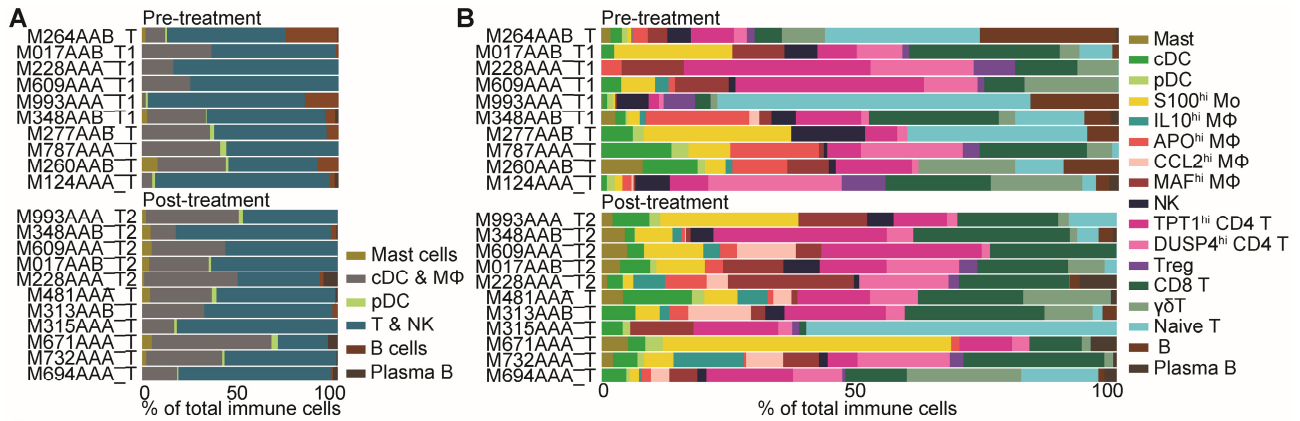 A
Pre-treatment
M264AAB_T
M017AAB_T1
M228AAA_T1
M609AAA_T1
M993AAA_T1
M348AAB_T1
M277AAB_T
M787AAA_T
M260AAB_T
M124AAA_T
Post-treatment
M993AAA_T2
M348AAB_T2
M609AAA_T2
M017AAB_T2
M228AAA_T2
M481AAA_T
M313AAB_T
M315AAA_T
M671AAA_T
M732AAA_T
M694AAA_T
0 50 100
% of total immune cells
Mast cells
cDC & MΦ
pDC
T & NK
B cells
Plasma B
B
Pre-treatment
M264AAB_T
M017AAB_T1
M228AAA_T1
M609AAA_T1
M993AAA_T1
M348AAB_T1
M277AAB_T
M787AAA_T
M260AAB_T
M124AAA_T
Post-treatment
M993AAA_T2
M348AAB_T2
M609AAA_T2
M017AAB_T2
M228AAA_T2
M481AAA_T
M313AAB_T
M315AAA_T
M671AAA_T
M732AAA_T
M694AAA_T
0 50 100
% of total immune cells
Mast
cDC
pDC
S100hi Mo
IL10hi MΦ
APOhi MΦ
CCL2hi MΦ
MAFhi MΦ
NK
TPT1hi CD4 T
DUSP4hi CD4 T
Treg
CD8 T
γδT
Naive T
B
Plasma B